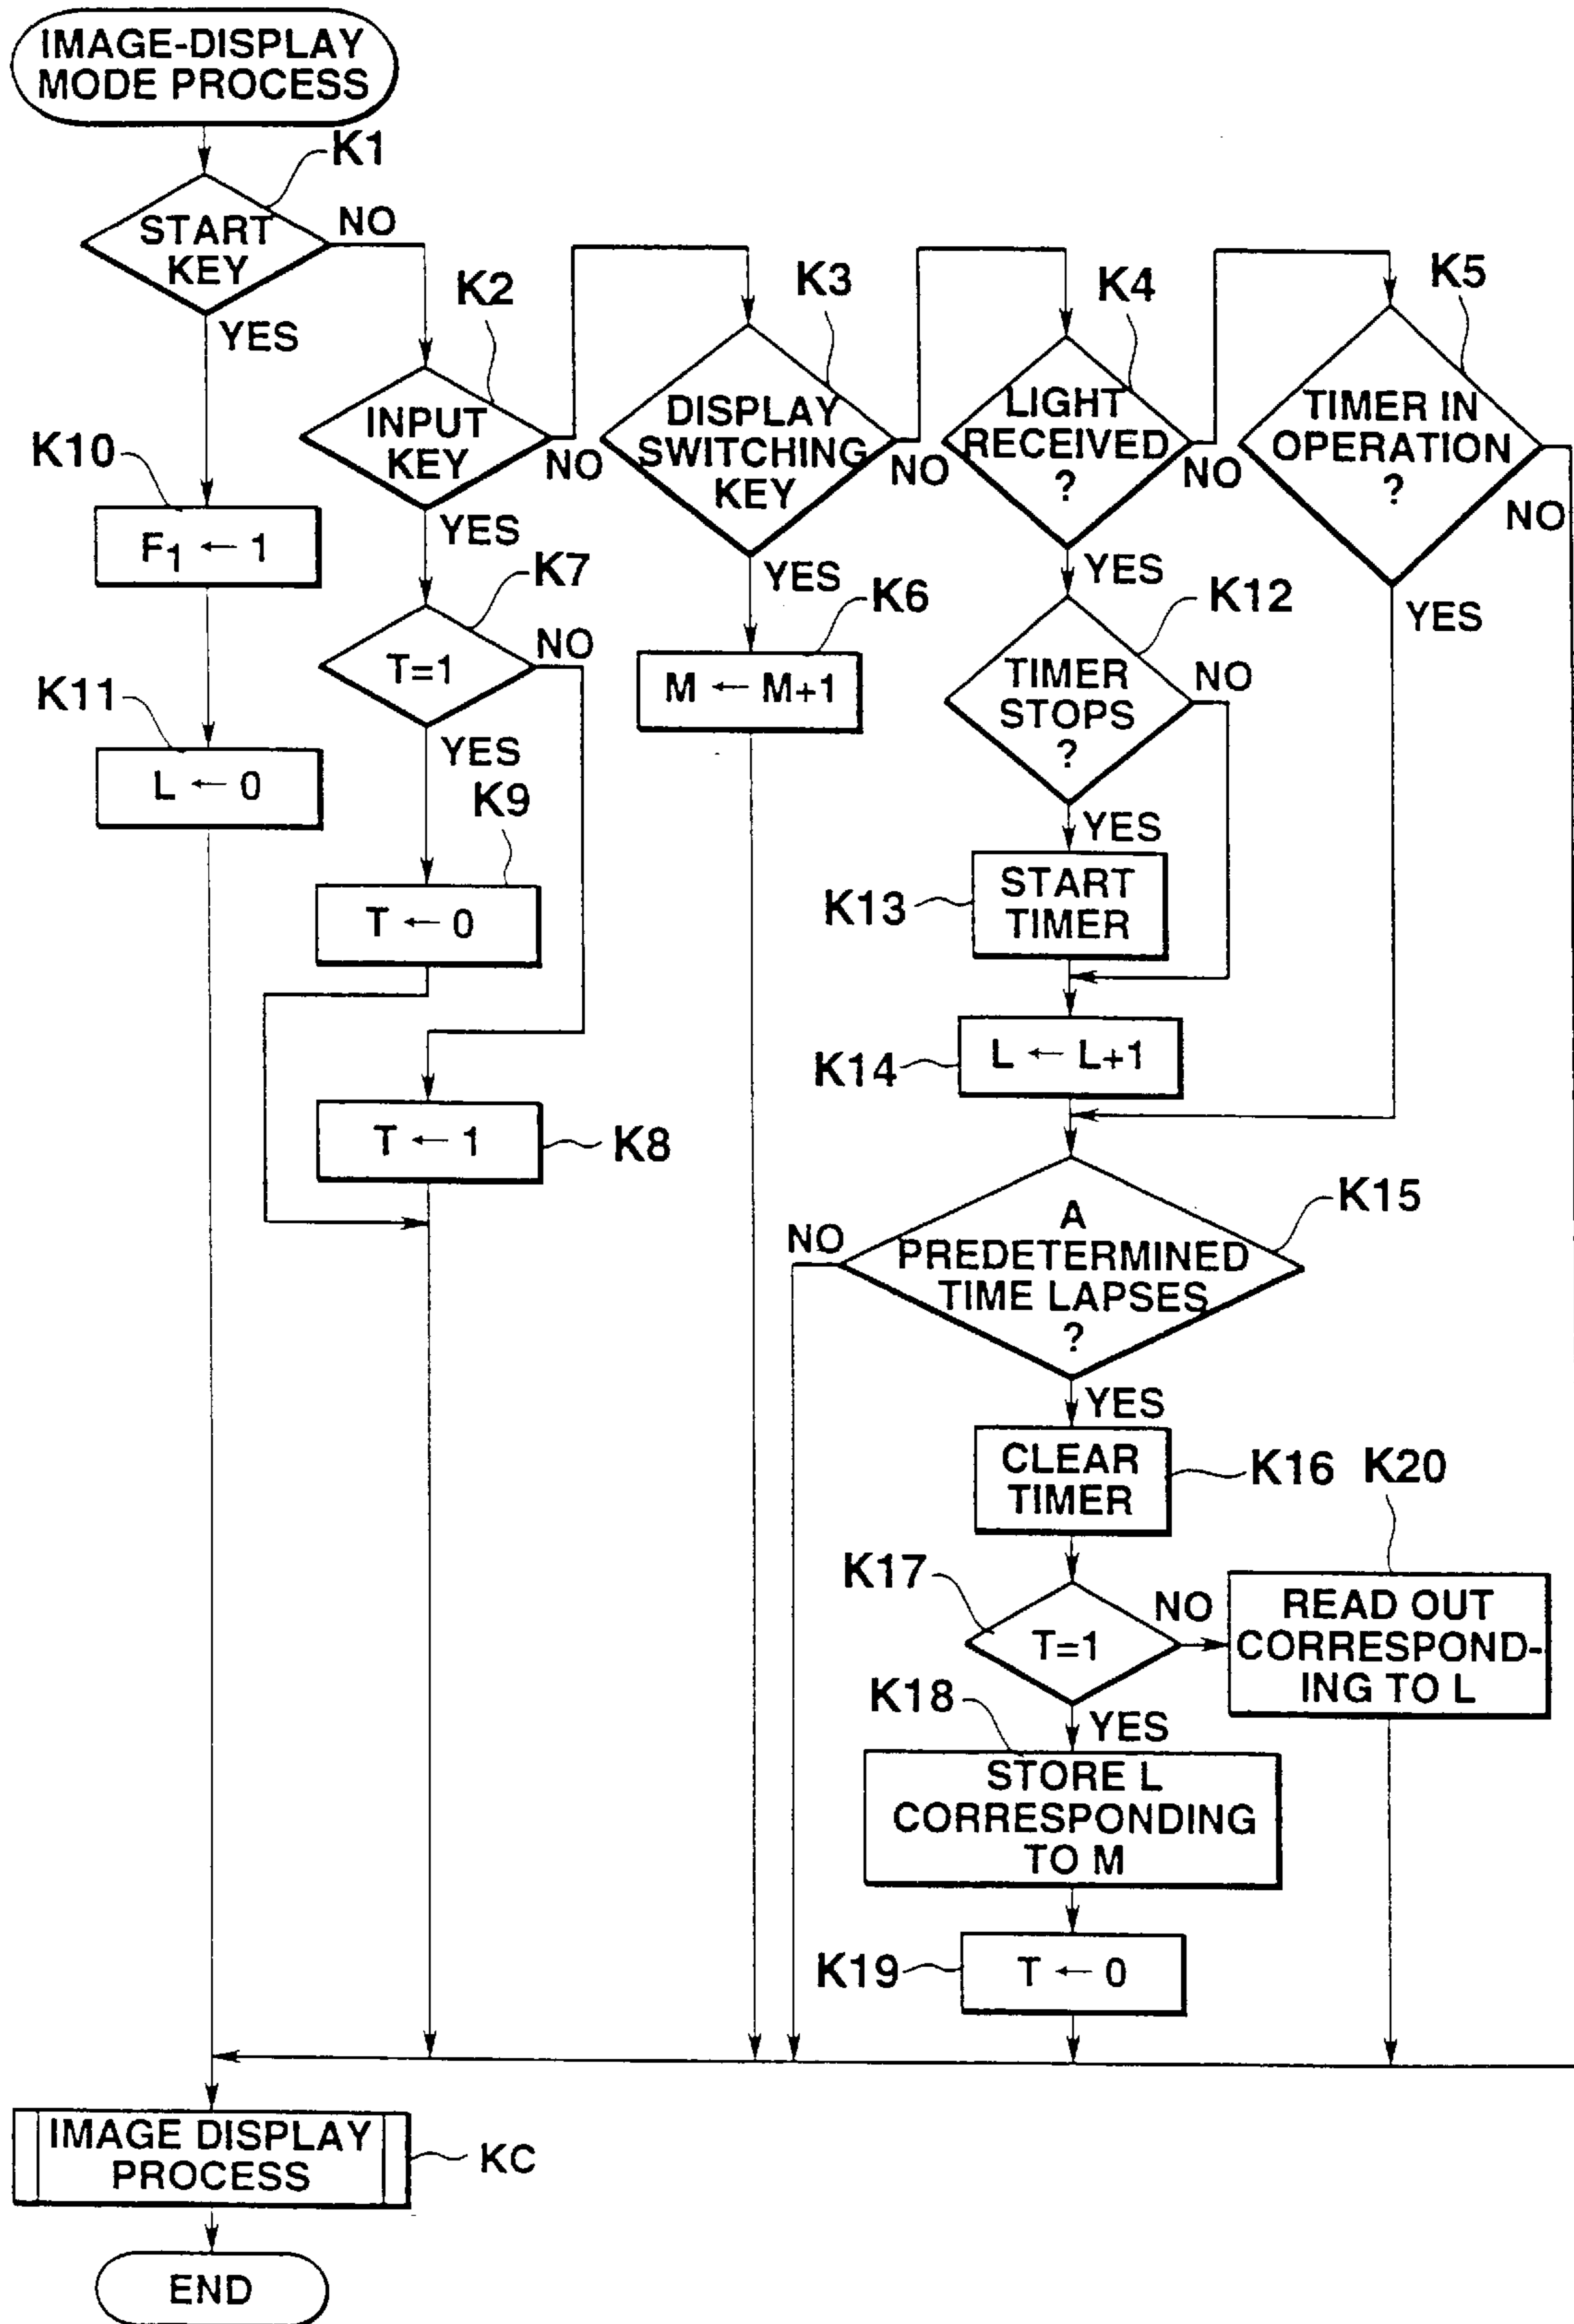 IMAGE-DISPLAY
MODE PROCESS
K1
START
KEY
NO
YES
K2
INPUT
KEY
NO
YES
K3
DISPLAY
SWITCHING
KEY
NO
YES
K4
LIGHT
RECEIVED
?
NO
YES
K5
TIMER IN
OPERATION
?
NO
YES
K10
F1 ← 1
K11
L ← 0
K7
T=1
NO
YES
K9
T ← 0
T ← 1
K8
K6
M ← M+1
K12
TIMER
STOPS
?
NO
YES
K13
START
TIMER
K14
L ← L+1
K15
A
PREDETERMINED
TIME LAPSES
?
NO
YES
CLEAR
TIMER
K16
K20
K17
T=1
NO
READ OUT
CORRESPOND-
ING TO L
YES
K18
STORE L
CORRESPONDING
TO M
K19
T ← 0
IMAGE DISPLAY
PROCESS
KC
END